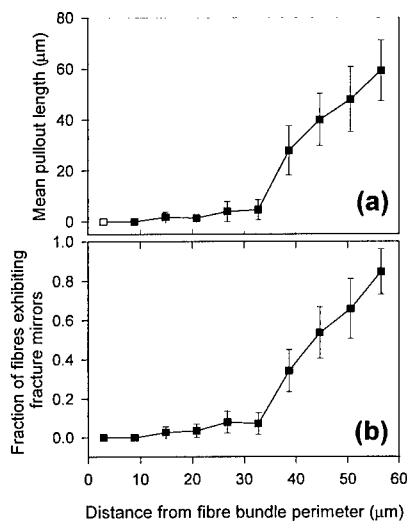 Mean pullout length (μm)
80
60
40
20
0
(a)
Fraction of fibres exhibiting
fracture mirrors
1.0
0.8
0.6
0.4
0.2
0.0
(b)
0 10 20 30 40 50 60
Distance from fibre bundle perimeter (μm)